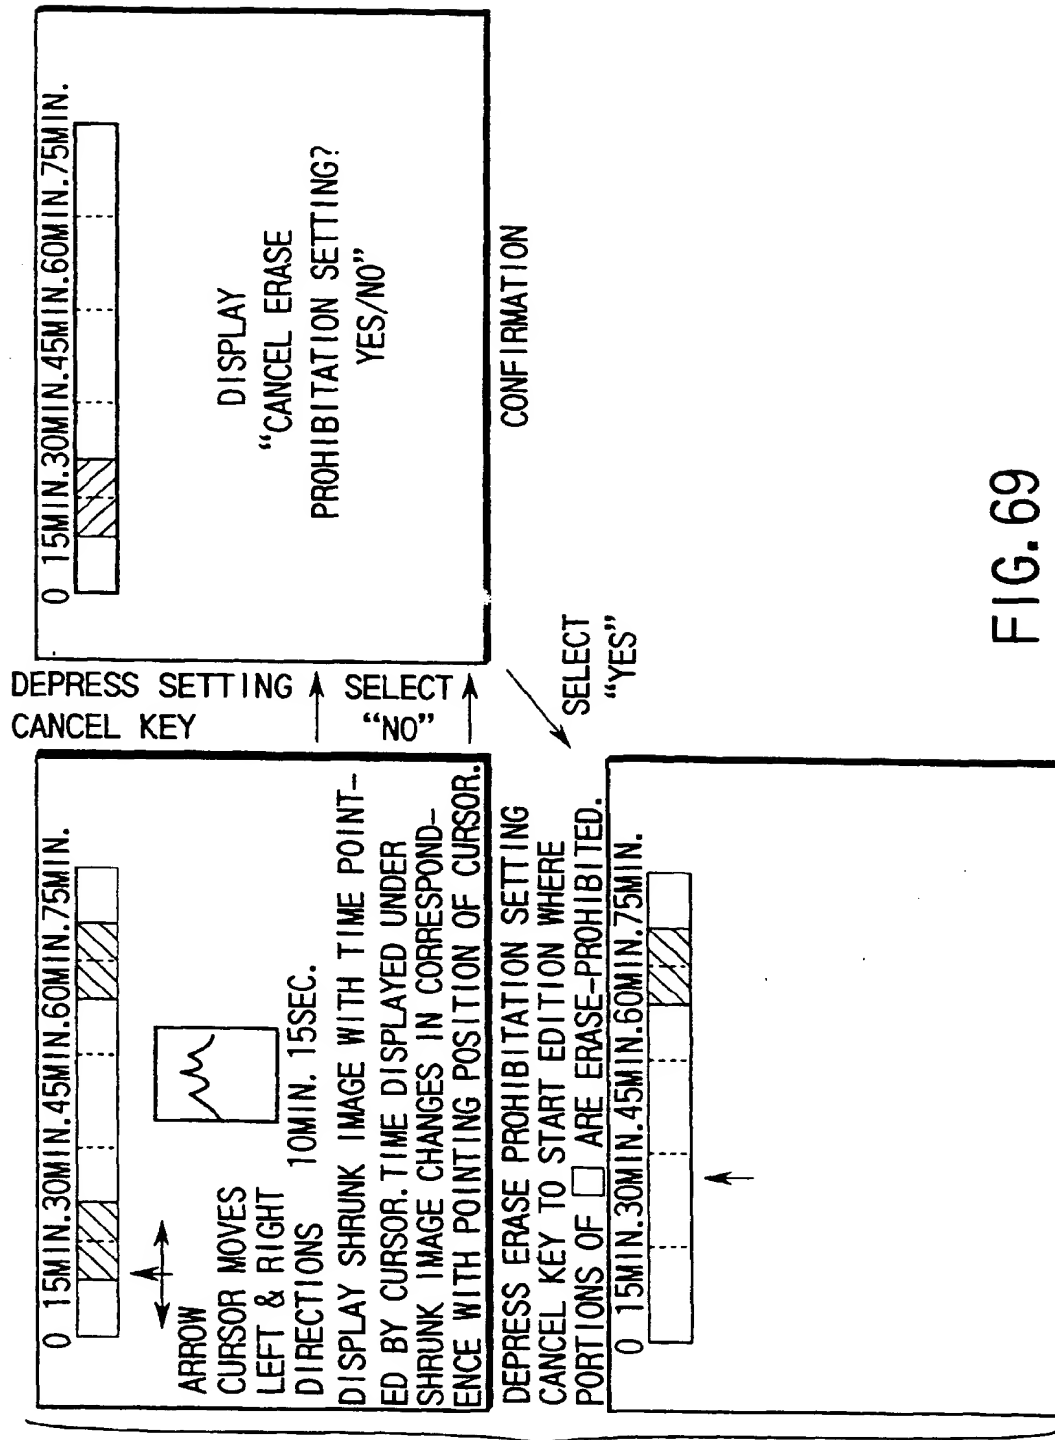 0 15MIN.30MIN.45MIN.60MIN.75MIN.
ARROW
CURSOR MOVES
LEFT & RIGHT
DIRECTIONS
10MIN. 15SEC.
DISPLAY SHRUNK IMAGE WITH TIME POINT-
ED BY CURSOR. TIME DISPLAYED UNDER
SHRUNK IMAGE CHANGES IN CORRESPOND-
ENCE WITH POINTING POSITION OF CURSOR.
DEPRESS SETTING
CANCEL KEY
SELECT
“NO”
0 15MIN.30MIN.45MIN.60MIN.75MIN.
DISPLAY
“CANCEL ERASE
PROHIBITATION SETTING?
YES/NO”
CONFIRMATION
SELECT
“YES”
DEPRESS ERASE PROHIBITATION SETTING
CANCEL KEY TO START EDITION WHERE
PORTIONS OF □ ARE ERASE-PROHIBITED.
0 15MIN.30MIN.45MIN.60MIN.75MIN.
FIG. 69